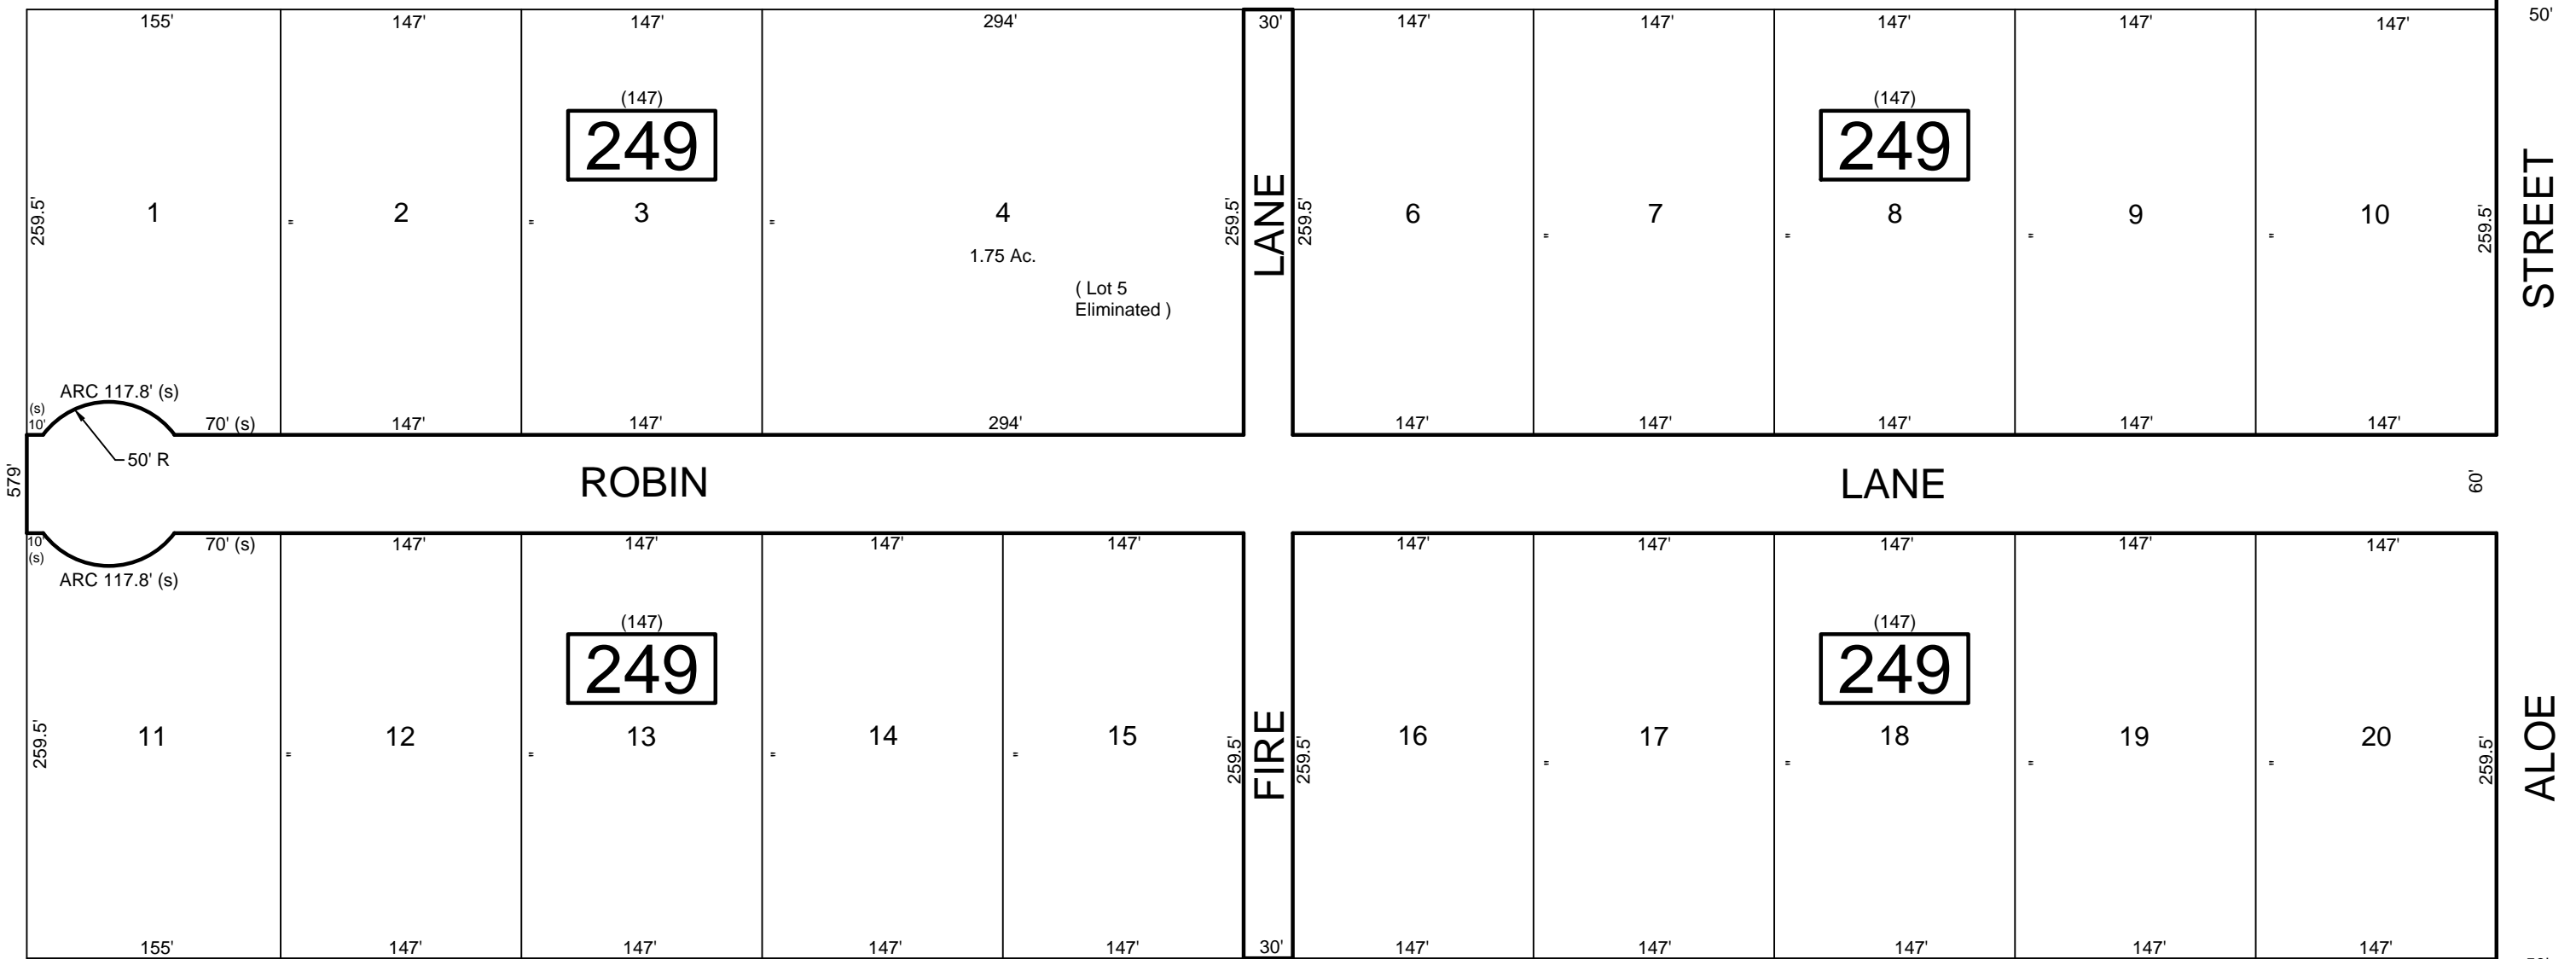 155' 147' 147' 294' 30' 147' 147' 147' 147' 147' 50'
(147) (147)
249 249
259.5' 1 " 2 " 3 " 4 259.5' LANE 259.5' 6 " 7 " 8 " 9 " 10 259.5' STREET
1.75 Ac.
( Lot 5
Eliminated )
ARC 117.8' (s)
(s)
10' 70' (s) 147' 147' 294' 147' 147' 147' 147' 147'
50' R
579' ROBIN LANE 60'
10' 70' (s) 147' 147' 147' 147' 147' 147' 147' 147' 147'
(s)
ARC 117.8' (s)
(147) (147)
249 249
259.5' 11 " 12 " 13 " 14 " 15 259.5' FIRE 259.5' 16 " 17 " 18 " 19 " 20 259.5' ALOE
155' 147' 147' 147' 147' 30' 147' 147' 147' 147' 147'